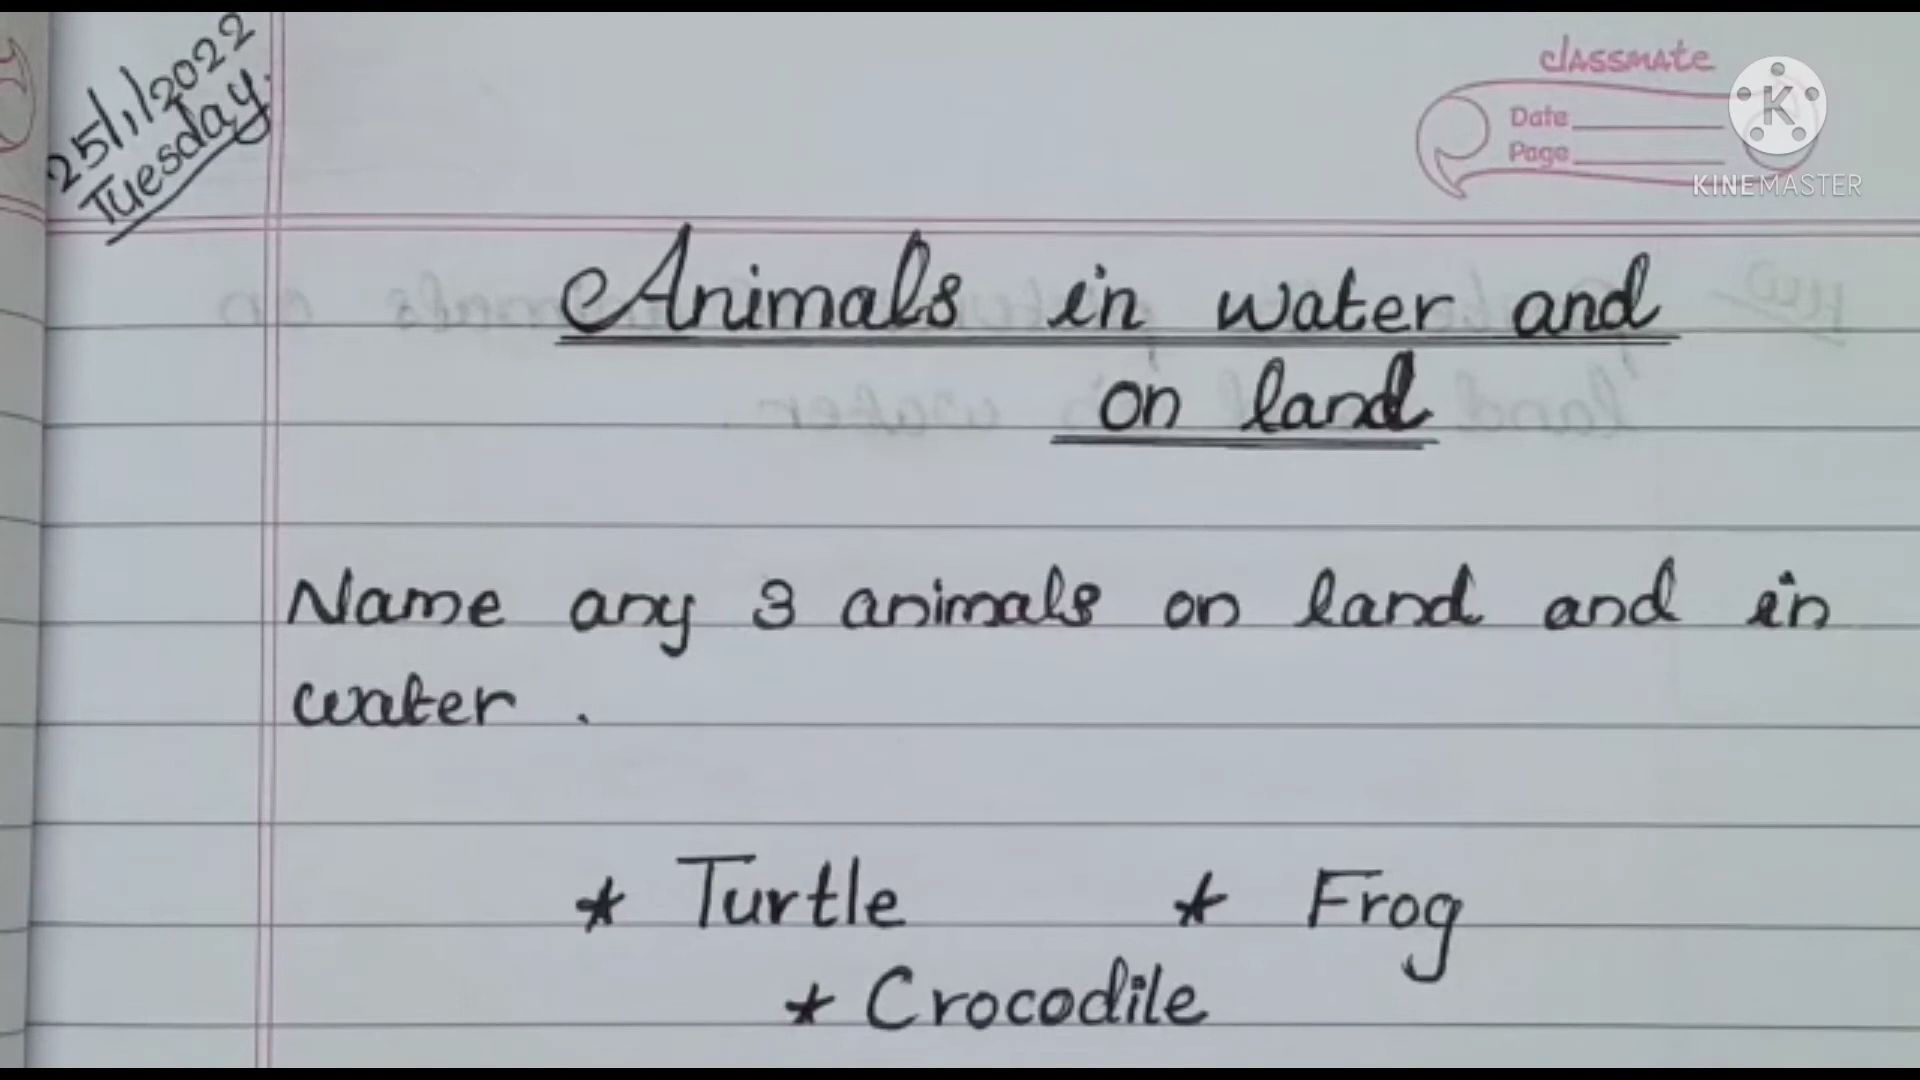 25/1/2022
Tuesday.
classmate
Date
Page
KINEMASTER
Animals in water and
on land
Name any 3 animals on land and in
water.
* Turtle * Frog
* Crocodile